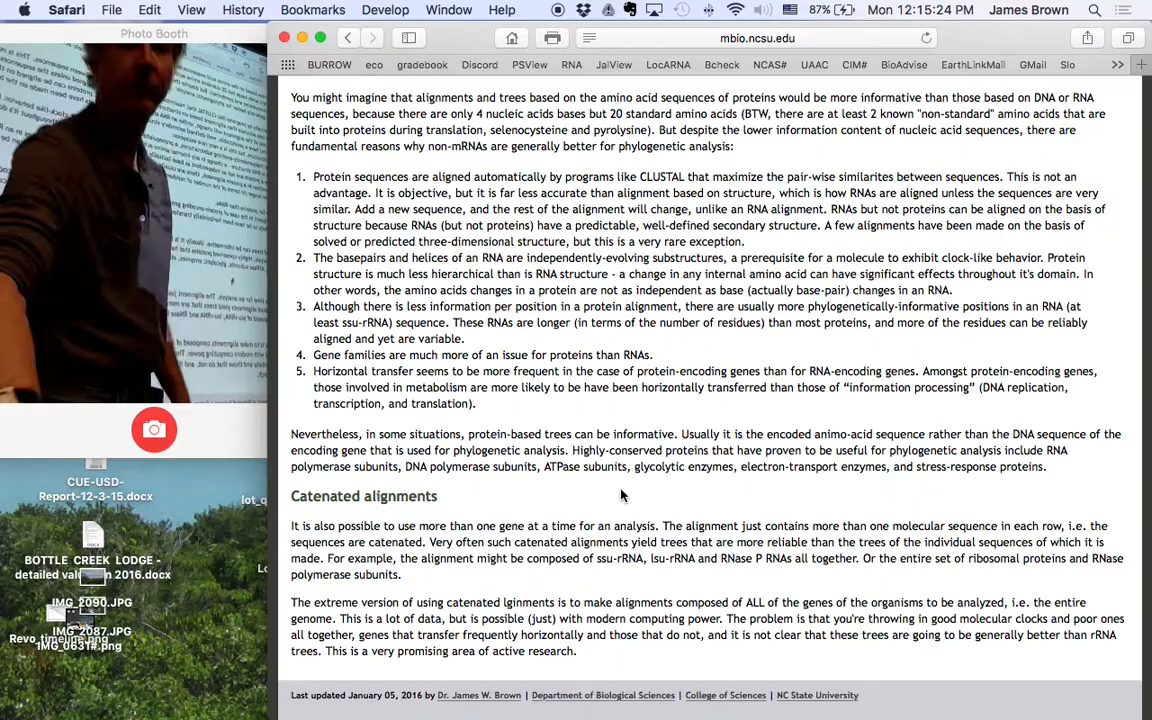 Safari File Edit View History Bookmarks Develop Window Help 87% Mon 12:15:24 PM James Brown
Photo Booth
mbio.ncsu.edu
BURROW eco gradebook Discord PSView RNA JalView LocARNA Bcheck NCAS# UAAC CIM# BioAdvise EarthLinkMail GMail Slo
You might imagine that alignments and trees based on the amino acid sequences of proteins would be more informative than those based on DNA or RNA
sequences, because there are only 4 nucleic acids bases but 20 standard amino acids (BTW, there are at least 2 known "non-standard" amino acids that are
built into proteins during translation, selenocysteine and pyrolysine). But despite the lower information content of nucleic acid sequences, there are
fundamental reasons why non-mRNAs are generally better for phylogenetic analysis:
1. Protein sequences are aligned automatically by programs like CLUSTAL that maximize the pair-wise similarites between sequences. This is not an
advantage. It is objective, but it is far less accurate than alignment based on structure, which is how RNAs are aligned unless the sequences are very
similar. Add a new sequence, and the rest of the alignment will change, unlike an RNA alignment. RNAs but not proteins can be aligned on the basis of
structure because RNAs (but not proteins) have a predictable, well-defined secondary structure. A few alignments have been made on the basis of
solved or predicted three-dimensional structure, but this is a very rare exception.
2. The basepairs and helices of an RNA are independently-evolving substructures, a prerequisite for a molecule to exhibit clock-like behavior. Protein
structure is much less hierarchical than is RNA structure - a change in any internal amino acid can have significant effects throughout it's domain. In
other words, the amino acids changes in a protein are not as independent as base (actually base-pair) changes in an RNA.
3. Although there is less information per position in a protein alignment, there are usually more phylogenetically-informative positions in an RNA (at
least ssu-rRNA) sequence. These RNAs are longer (in terms of the number of residues) than most proteins, and more of the residues can be reliably
aligned and yet are variable.
4. Gene families are much more of an issue for proteins than RNAs.
5. Horizontal transfer seems to be more frequent in the case of protein-encoding genes than for RNA-encoding genes. Amongst protein-encoding genes,
those involved in metabolism are more likely to be have been horizontally transferred than those of “information processing” (DNA replication,
transcription, and translation).
Nevertheless, in some situations, protein-based trees can be informative. Usually it is the encoded animo-acid sequence rather than the DNA sequence of the
encoding gene that is used for phylogenetic analysis. Highly-conserved proteins that have proven to be useful for phylogenetic analysis include RNA
polymerase subunits, DNA polymerase subunits, ATPase subunits, glycolytic enzymes, electron-transport enzymes, and stress-response proteins.
Catenated alignments
It is also possible to use more than one gene at a time for an analysis. The alignment just contains more than one molecular sequence in each row, i.e. the
sequences are catenated. Very often such catenated alignments yield trees that are more reliable than the trees of the individual sequences of which it is
made. For example, the alignment might be composed of ssu-rRNA, lsu-rRNA and RNase P RNAs all together. Or the entire set of ribosomal proteins and RNase
polymerase subunits.
The extreme version of using catenated lginments is to make alignments composed of ALL of the genes of the organisms to be analyzed, i.e. the entire
genome. This is a lot of data, but is possible (just) with modern computing power. The problem is that you're throwing in good molecular clocks and poor ones
all together, genes that transfer frequently horizontally and those that do not, and it is not clear that these trees are going to be generally better than rRNA
trees. This is a very promising area of active research.
Last updated January 05, 2016 by Dr. James W. Brown | Department of Biological Sciences | College of Sciences | NC State University
CUE-USD-
Report-12-3-15.docx
BOTTLE CREEK LODGE -
2016.docx
IMG_2090.JPG
IMG_2087.JPG
Revo_timeline.png